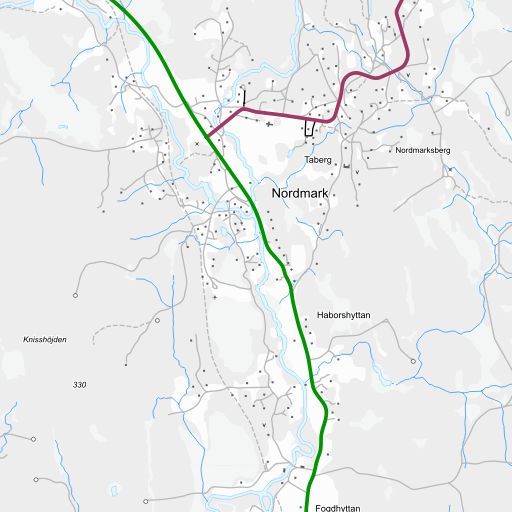 Nordmarksberg
Taberg
Nordmark
Haborshyttan
Knisshöjden
330
Fogdhyttan